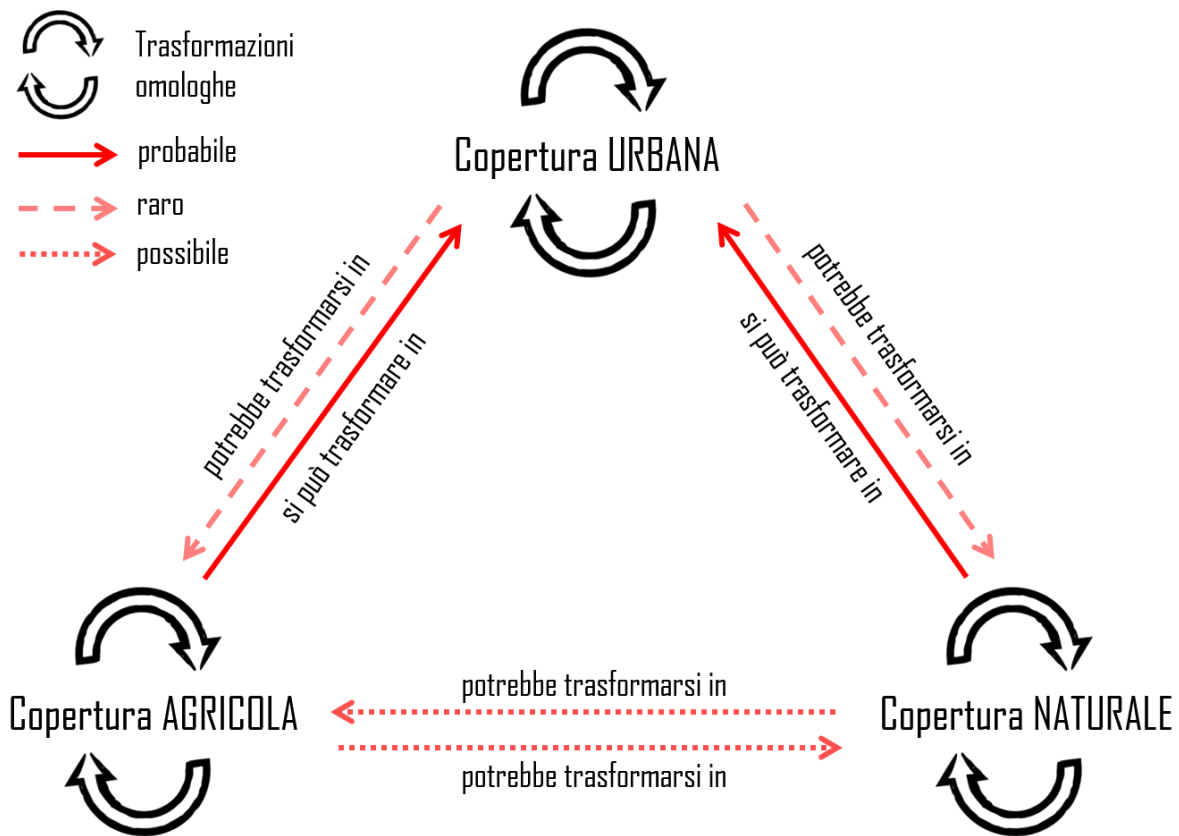 Trasformazioni
omologhe
probabile
raro
possibile
Copertura URBANA
potrebbe trasformarsi in
si può trasformare in
potrebbe trasformarsi in
si può trasformare in
Copertura AGRICOLA
potrebbe trasformarsi in
potrebbe trasformarsi in
Copertura NATURALE